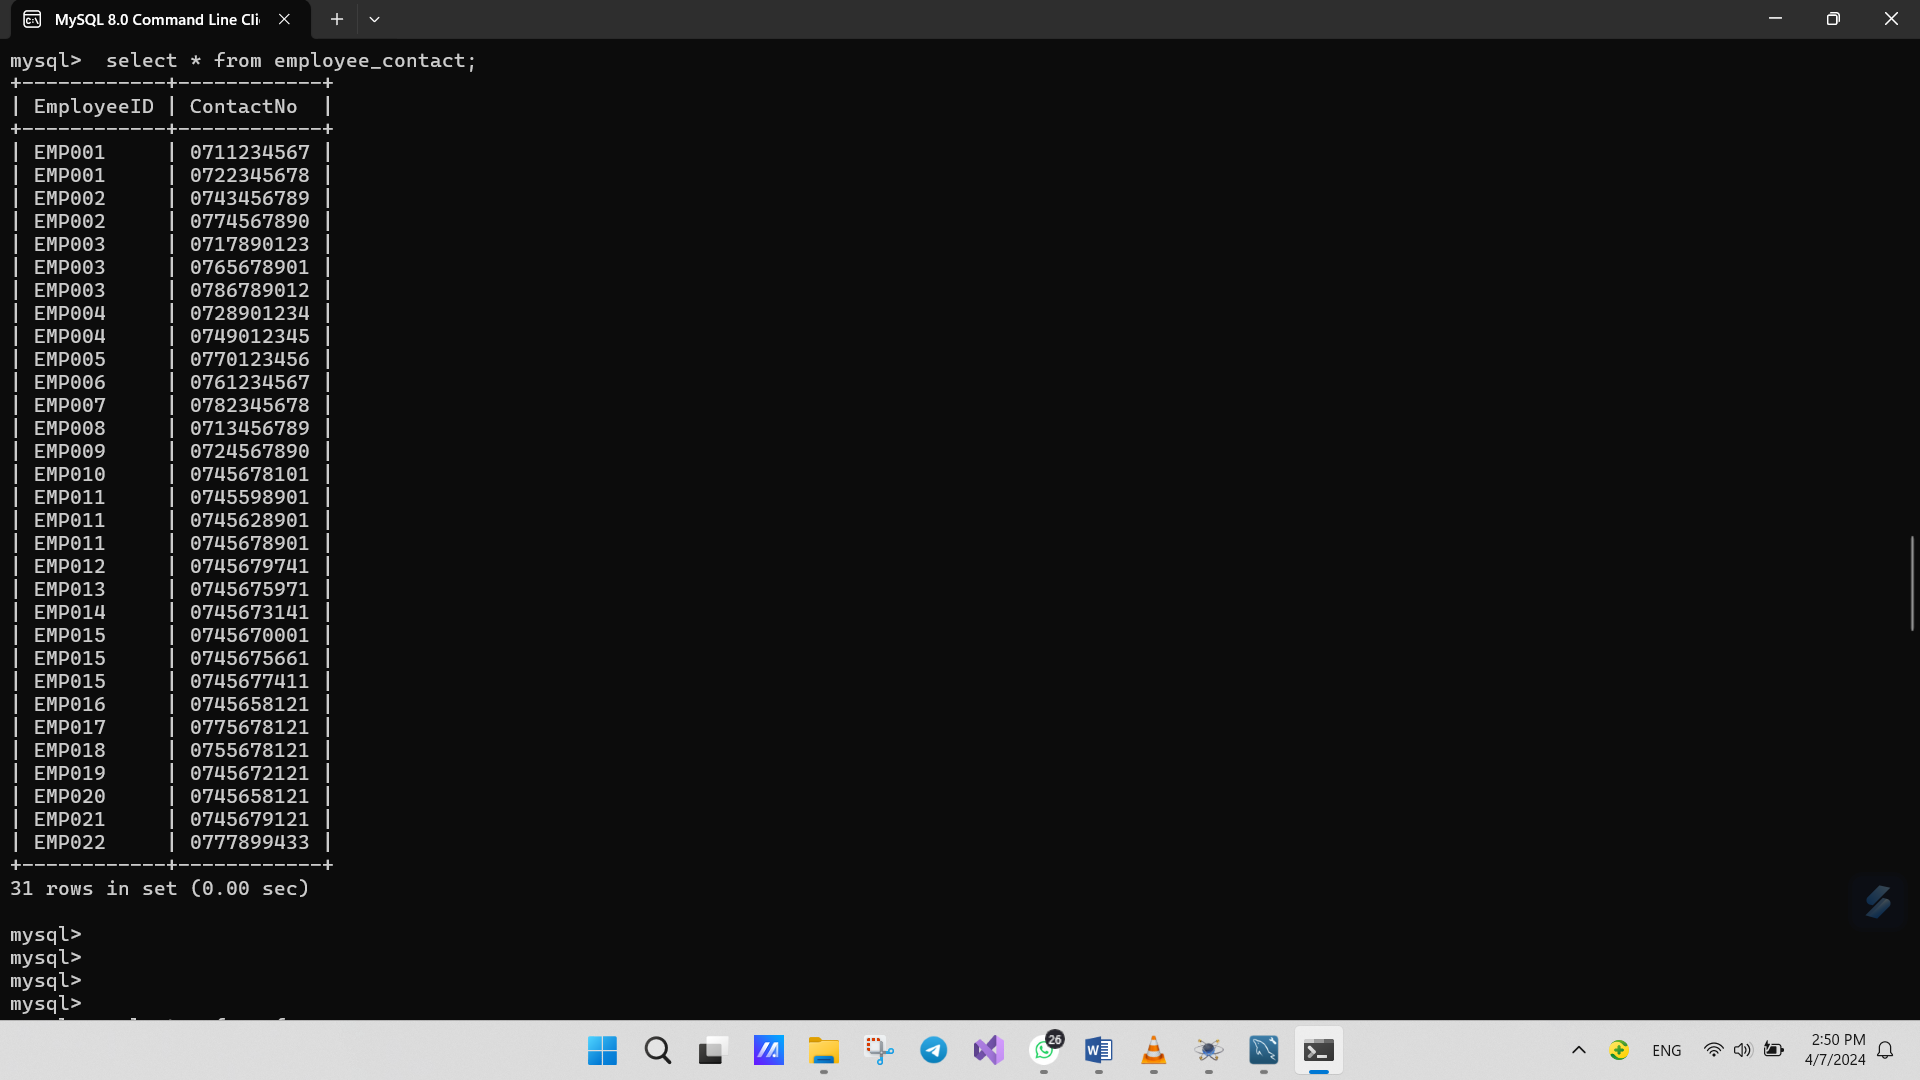 MySQL 8.0 Command Line Cli
mysql>  select * from employee_contact;
+------------+------------+
| EmployeeID | ContactNo  |
+------------+------------+
| EMP001     | 0711234567 |
| EMP001     | 0722345678 |
| EMP002     | 0743456789 |
| EMP002     | 0774567890 |
| EMP003     | 0717890123 |
| EMP003     | 0765678901 |
| EMP003     | 0786789012 |
| EMP004     | 0728901234 |
| EMP004     | 0749012345 |
| EMP005     | 0770123456 |
| EMP006     | 0761234567 |
| EMP007     | 0782345678 |
| EMP008     | 0713456789 |
| EMP009     | 0724567890 |
| EMP010     | 0745678101 |
| EMP011     | 0745598901 |
| EMP011     | 0745628901 |
| EMP011     | 0745678901 |
| EMP012     | 0745679741 |
| EMP013     | 0745675971 |
| EMP014     | 0745673141 |
| EMP015     | 0745670001 |
| EMP015     | 0745675661 |
| EMP015     | 0745677411 |
| EMP016     | 0745658121 |
| EMP017     | 0775678121 |
| EMP018     | 0755678121 |
| EMP019     | 0745672121 |
| EMP020     | 0745658121 |
| EMP021     | 0745679121 |
| EMP022     | 0777899433 |
+------------+------------+
31 rows in set (0.00 sec)
mysql>
mysql>
mysql>
mysql>
26
ENG
2:50 PM
4/7/2024